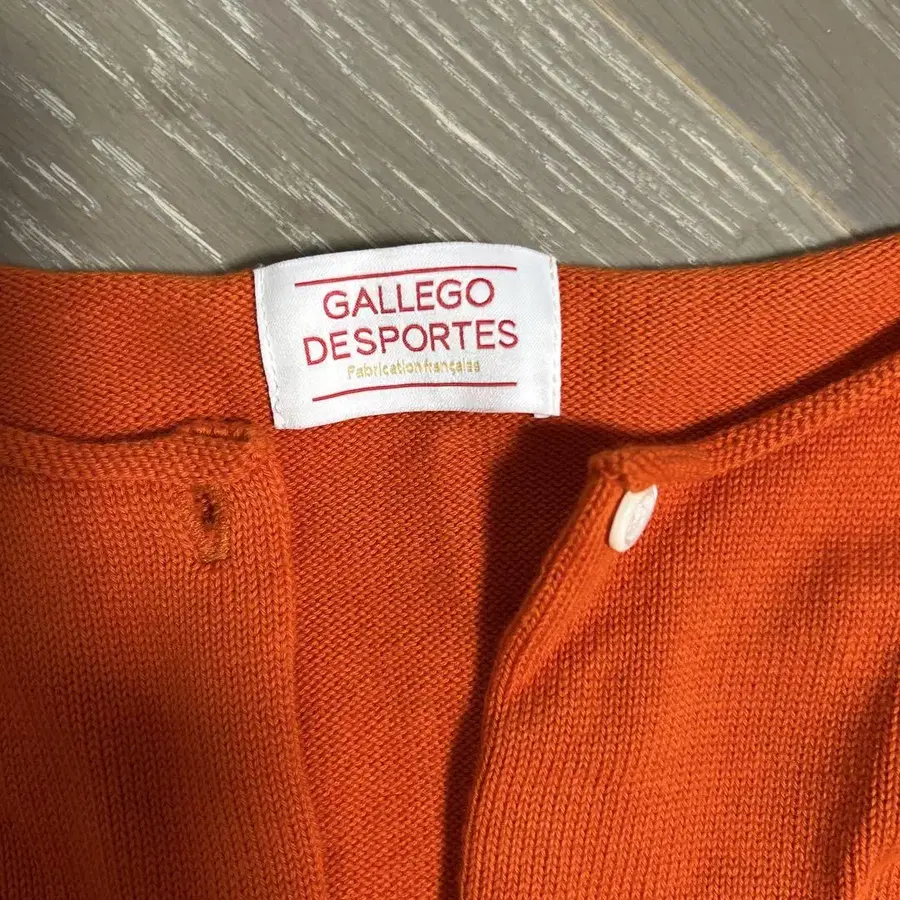 GALLEGO
DESPORTES
Fabrication française